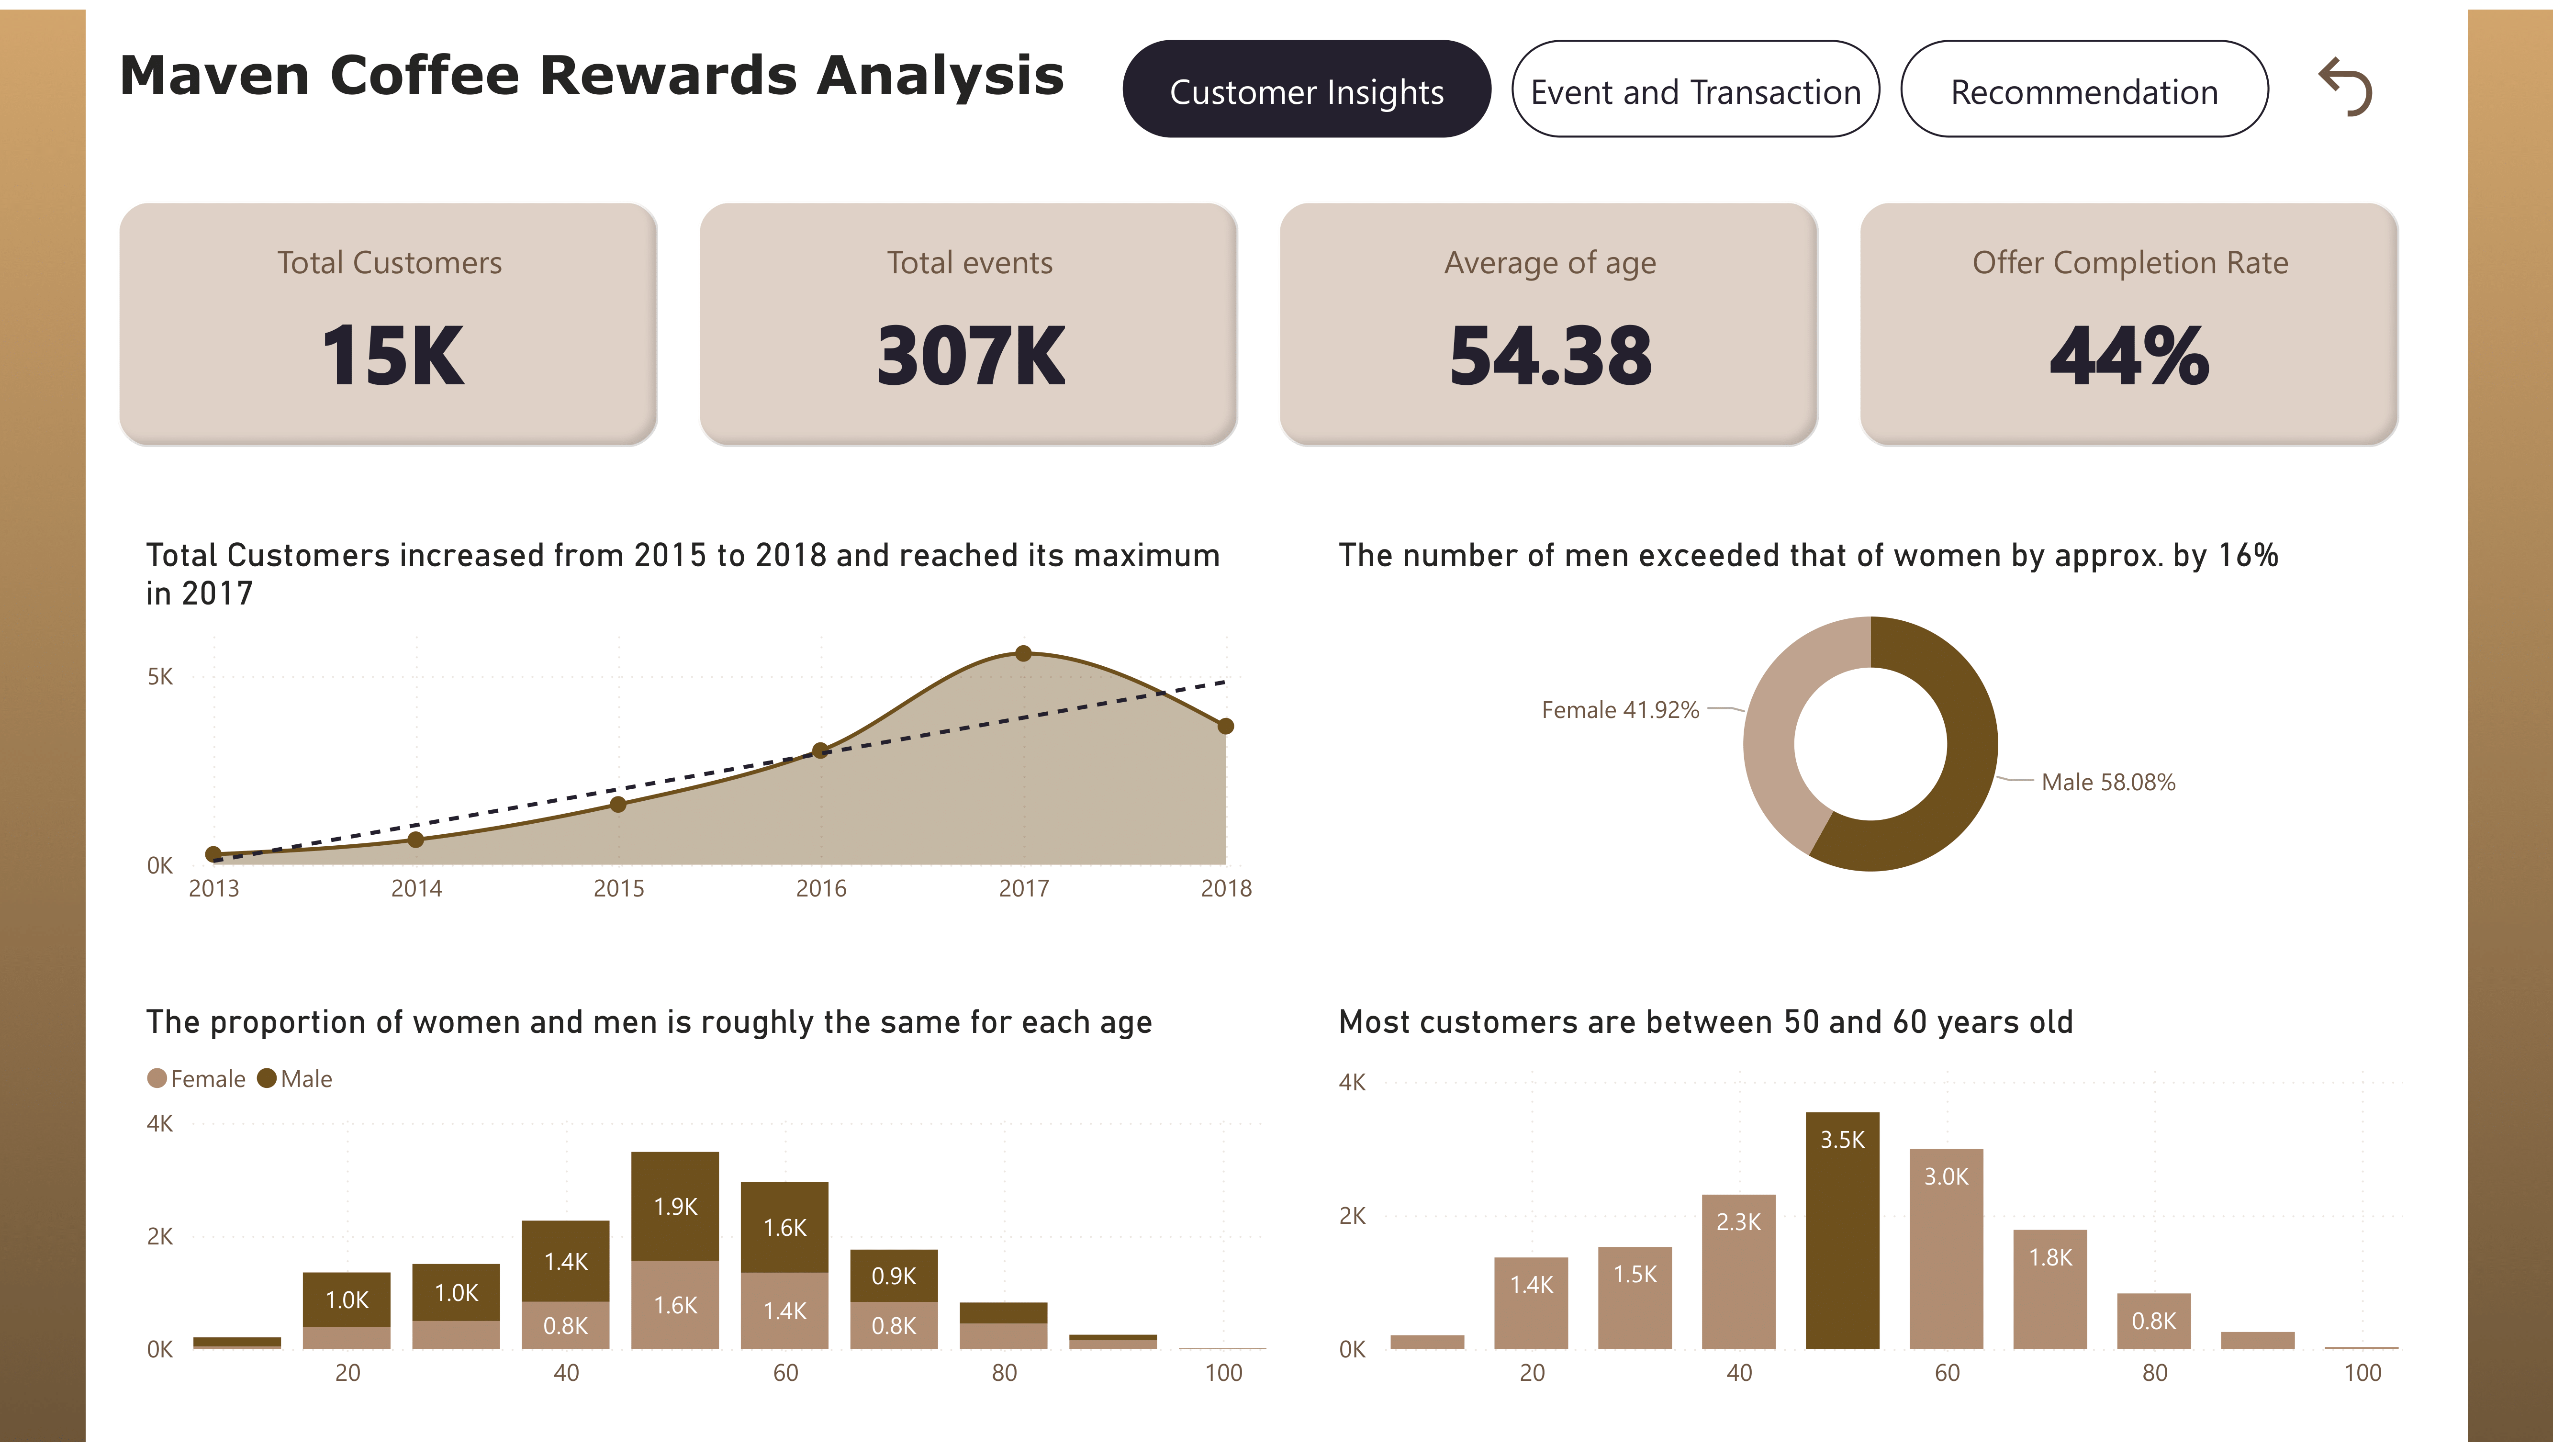 Maven Coffee Rewards Analysis
Customer Insights
Event and Transaction
Recommendation
Total Customers
15K
Total events
307K
Average of age
54.38
Offer Completion Rate
44%
Total Customers increased from 2015 to 2018 and reached its maximum
in 2017
5K
0K
2013 2014 2015 2016 2017 2018
The number of men exceeded that of women by approx. by 16%
Female 41.92%
Male 58.08%
The proportion of women and men is roughly the same for each age
Female Male
4K
2K
0K
1.0K 1.0K 1.4K 1.9K 1.6K 0.9K
0.8K 1.6K 1.4K 0.8K
20 40 60 80 100
Most customers are between 50 and 60 years old
4K
2K
0K
1.4K 1.5K 2.3K 3.5K 3.0K 1.8K 0.8K
20 40 60 80 100